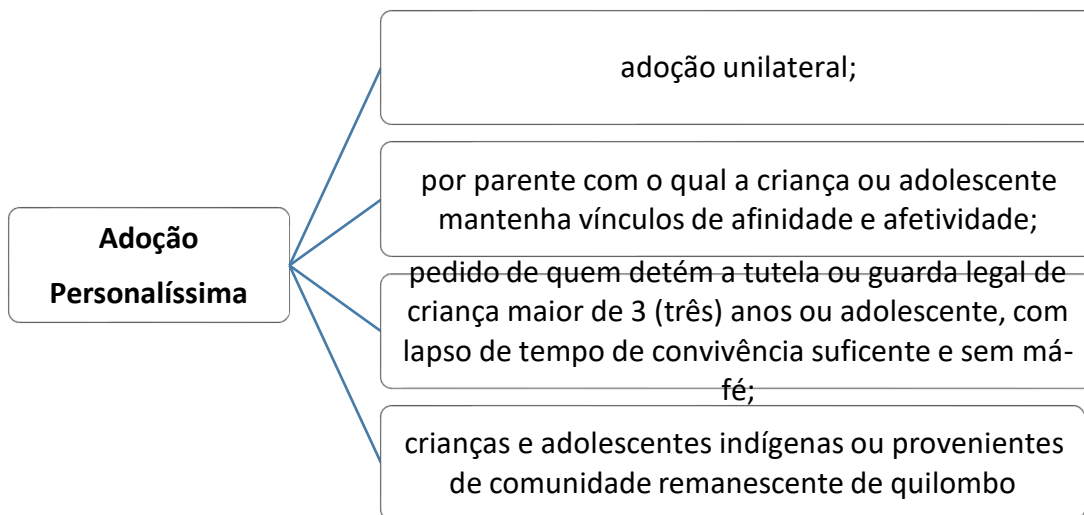 adoção unilateral;
por parente com o qual a criança ou adolescente
mantenha vínculos de afinidade e afetividade;
Adoção
Personalíssima
pedido de quem detém a tutela ou guarda legal de
criança maior de 3 (três) anos ou adolescente, com
lapso de tempo de convivência suficente e sem má-
fé;
crianças e adolescentes indígenas ou provenientes
de comunidade remanescente de quilombo